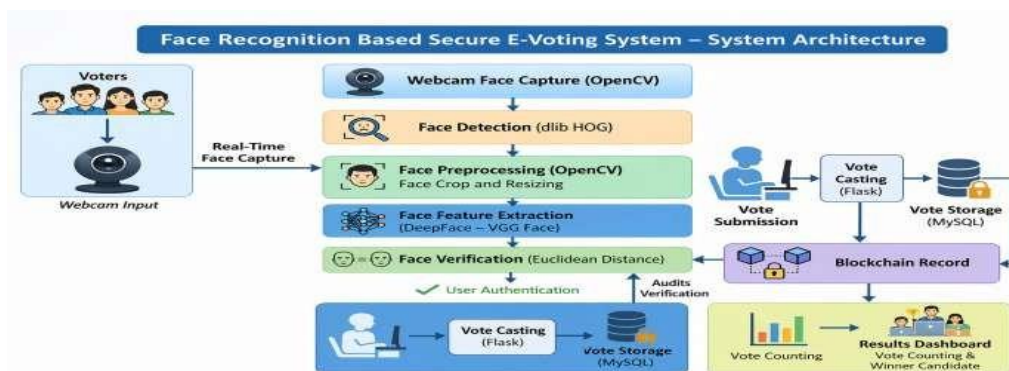 Face Recognition Based Secure E-Voting System – System Architecture
Voters
Webcam Input
Real-Time
Face Capture
Webcam Face Capture (OpenCV)
Face Detection (dlib HOG)
Face Preprocessing (OpenCV)
Face Crop and Resizing
Face Feature Extraction
(DeepFace – VGG Face)
Face Verification (Euclidean Distance)
User Authentication
Audits
Verification
Vote Casting
(Flask)
Vote Storage
(MySQL)
Vote
Submission
Vote
Casting
(Flask)
Vote Storage
(MySQL)
Blockchain Record
Vote Counting
Results Dashboard
Vote Counting &
Winner Candidate